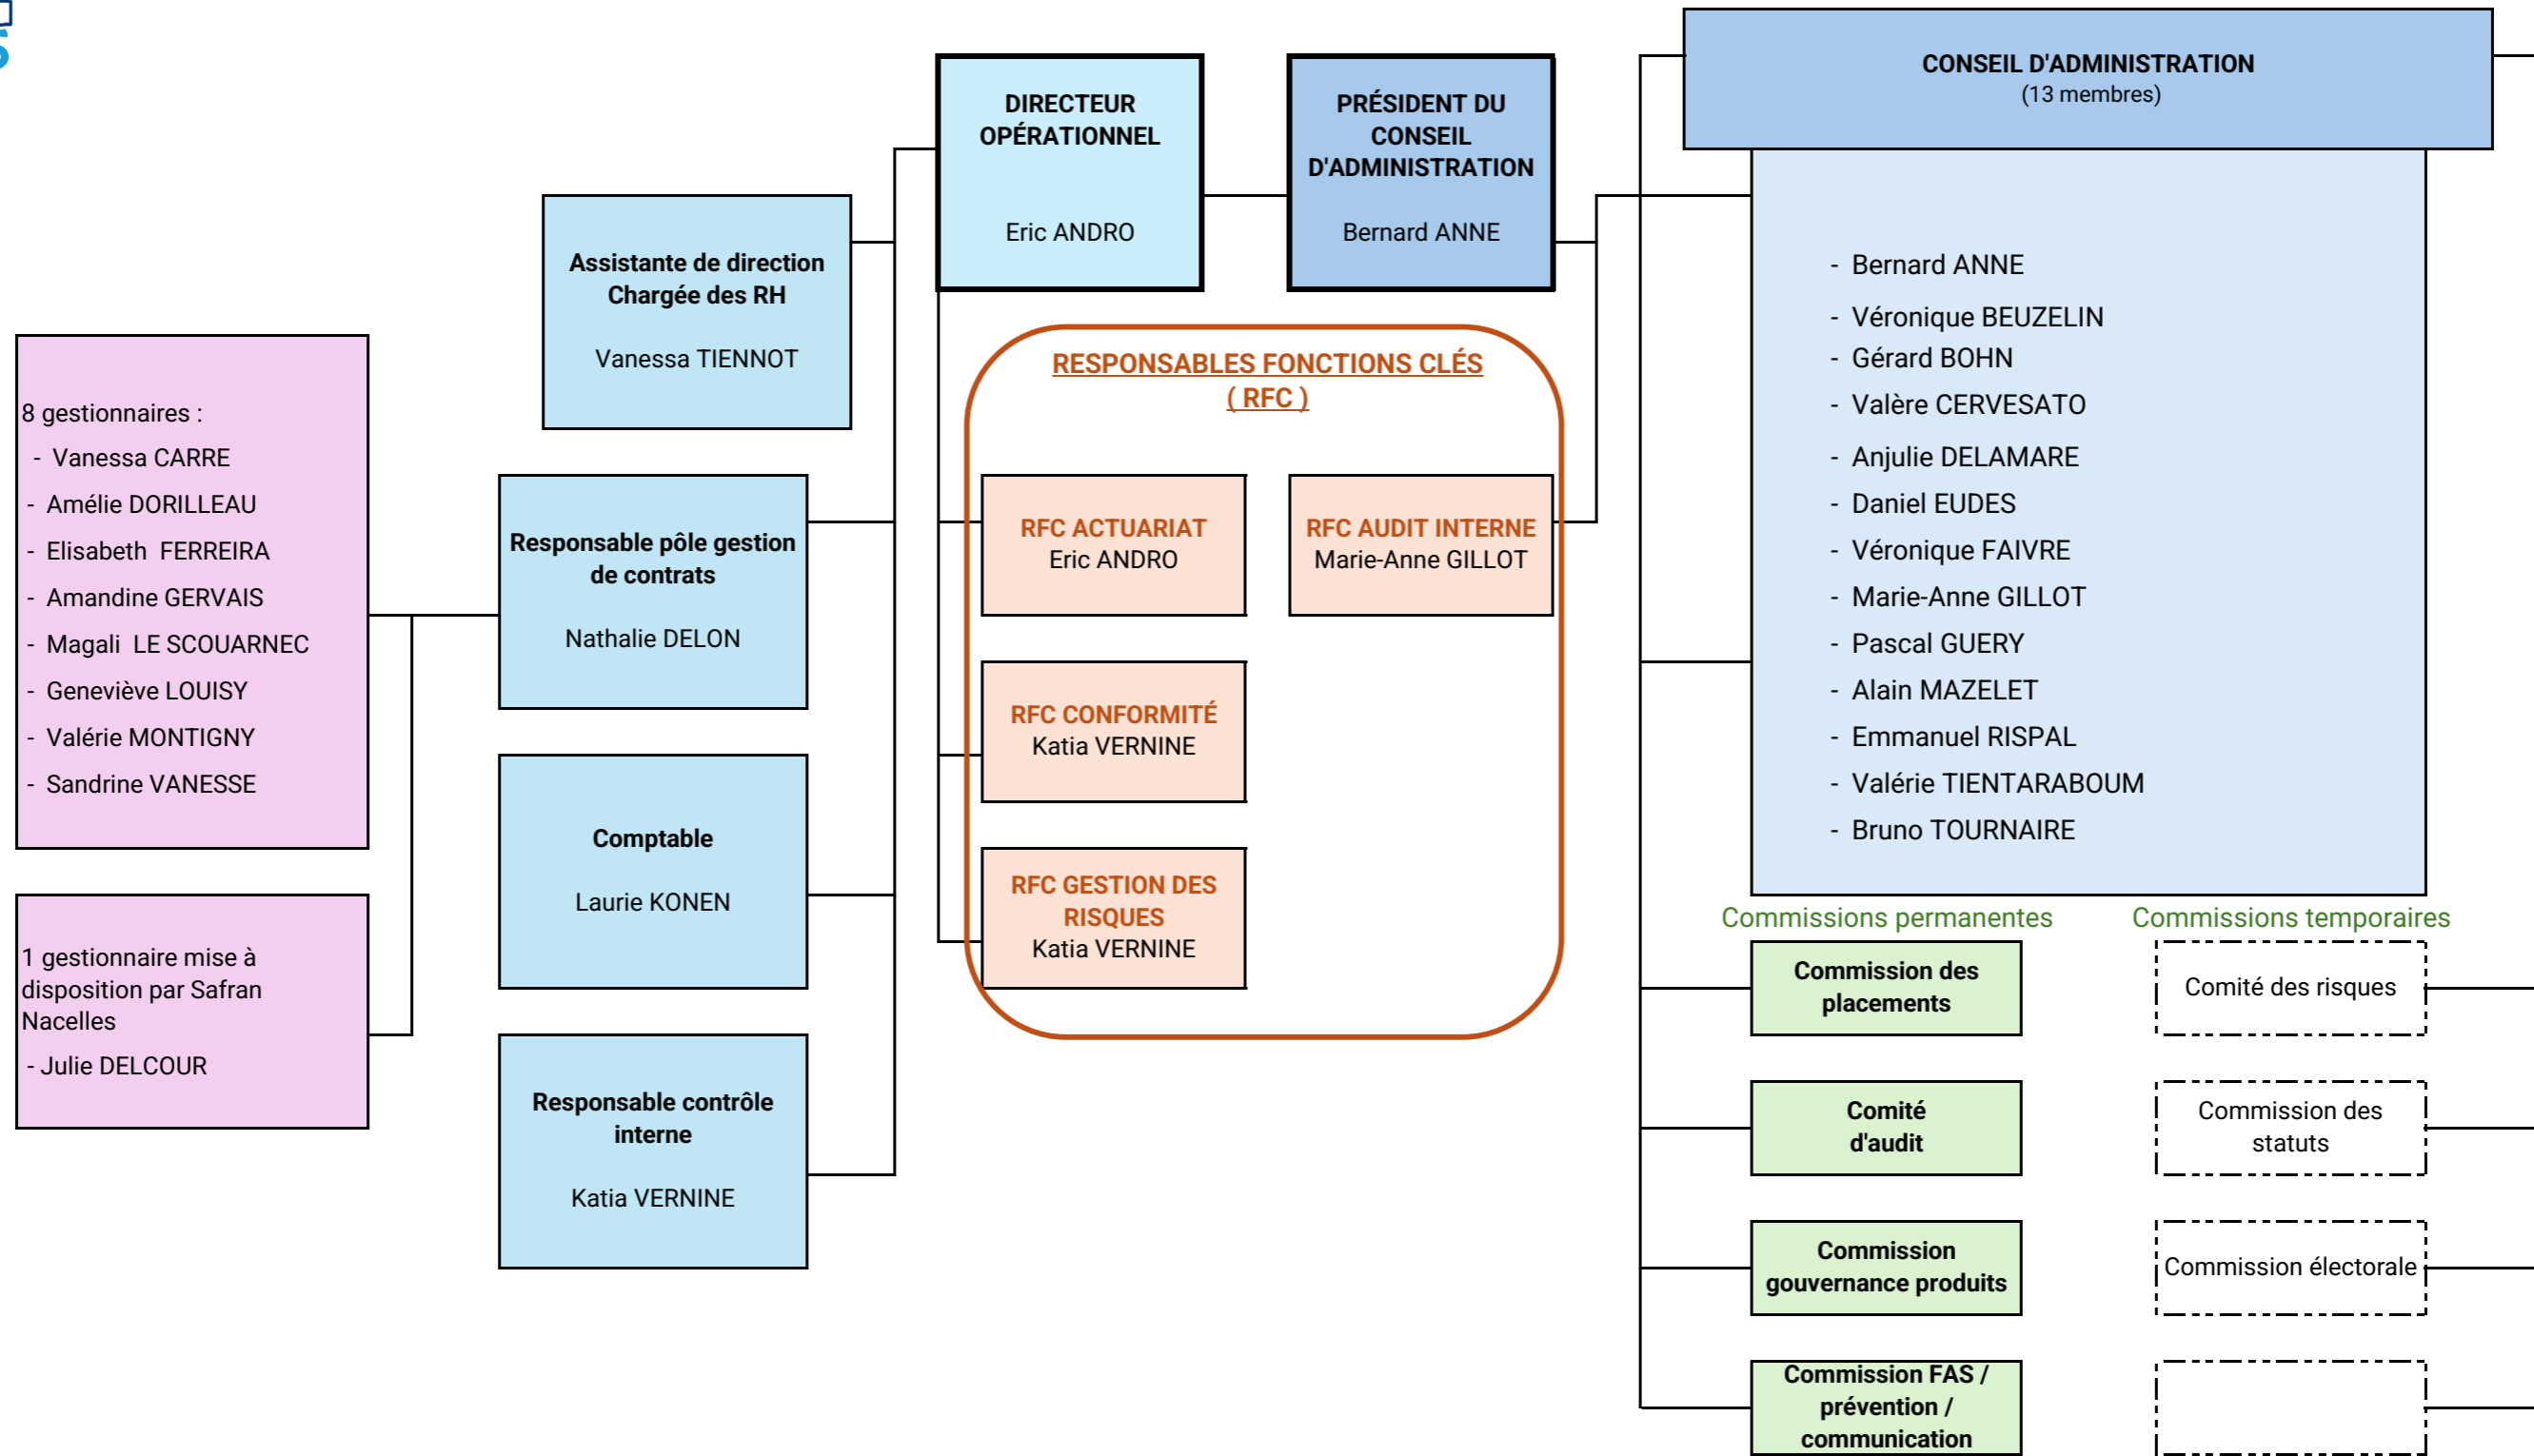 CONSEIL D'ADMINISTRATION
(13 membres)
DIRECTEUR
OPÉRATIONNEL
Eric ANDRO
PRÉSIDENT DU
CONSEIL
D'ADMINISTRATION
Bernard ANNE
Assistante de direction
Chargée des RH
Vanessa TIENNOT
8 gestionnaires :
- Vanessa CARRE
- Amélie DORILLEAU
- Elisabeth FERREIRA
- Amandine GERVAIS
- Magali LE SCOUARNEC
- Geneviève LOUISY
- Valérie MONTIGNY
- Sandrine VANESSE
1 gestionnaire mise à
disposition par Safran
Nacelles
- Julie DELCOUR
Responsable pôle gestion
de contrats
Nathalie DELON
Comptable
Laurie KONEN
Responsable contrôle
interne
Katia VERNINE
RESPONSABLES FONCTIONS CLÉS
( RFC )
RFC ACTUARIAT
Eric ANDRO
RFC AUDIT INTERNE
Marie-Anne GILLOT
RFC CONFORMITÉ
Katia VERNINE
RFC GESTION DES
RISQUES
Katia VERNINE
- Bernard ANNE
- Véronique BEUZELIN
- Gérard BOHN
- Valère CERVESATO
- Anjulie DELAMARE
- Daniel EUDES
- Véronique FAIVRE
- Marie-Anne GILLOT
- Pascal GUERY
- Alain MAZELET
- Emmanuel RISPAL
- Valérie TIENTARABOUM
- Bruno TOURNAIRE
Commissions permanentes
Commission des
placements
Comité
d'audit
Commission
gouvernance produits
Commission FAS /
prévention /
communication
Commissions temporaires
Comité des risques
Commission des
statuts
Commission électorale